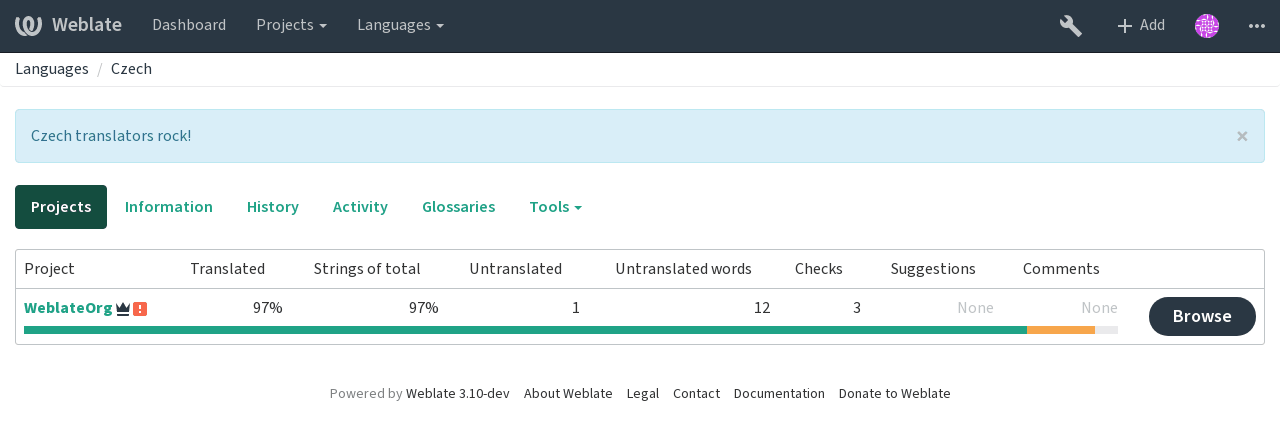 Weblate Dashboard Projects Languages Add
Languages / Czech
Czech translators rock! ×
Projects Information History Activity Glossaries Tools
Project Translated Strings of total Untranslated Untranslated words Checks Suggestions Comments
WeblateOrg 97% 97% 1 12 3 None None
Browse
Powered by Weblate 3.10-dev About Weblate Legal Contact Documentation Donate to Weblate